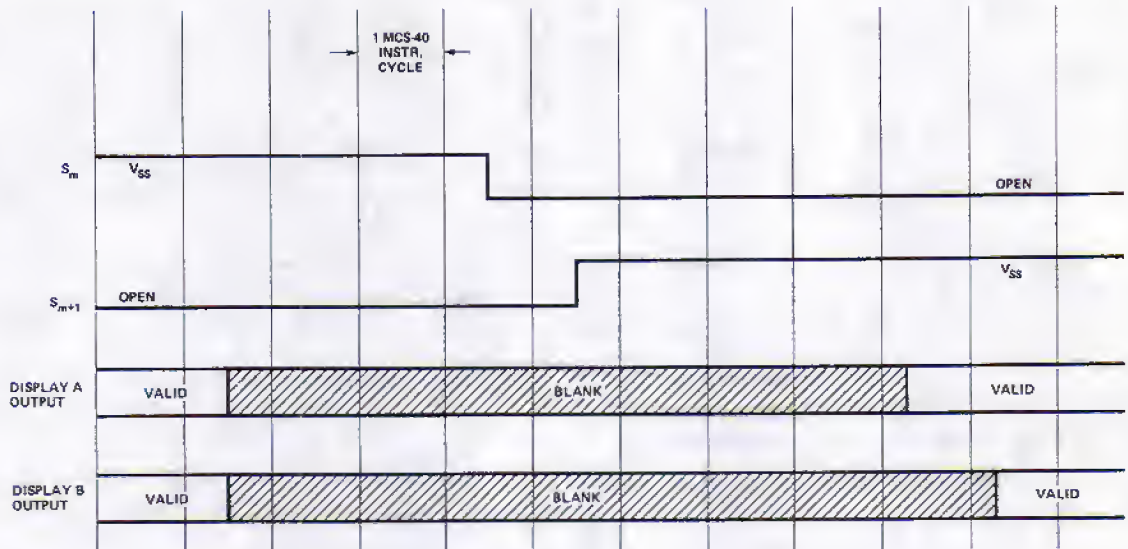 1 MCS-40
INSTR.
CYCLE
Sm
VSS
OPEN
Sm+1
OPEN
VSS
DISPLAY A
OUTPUT
VALID
BLANK
VALID
DISPLAY B
OUTPUT
VALID
BLANK
VALID